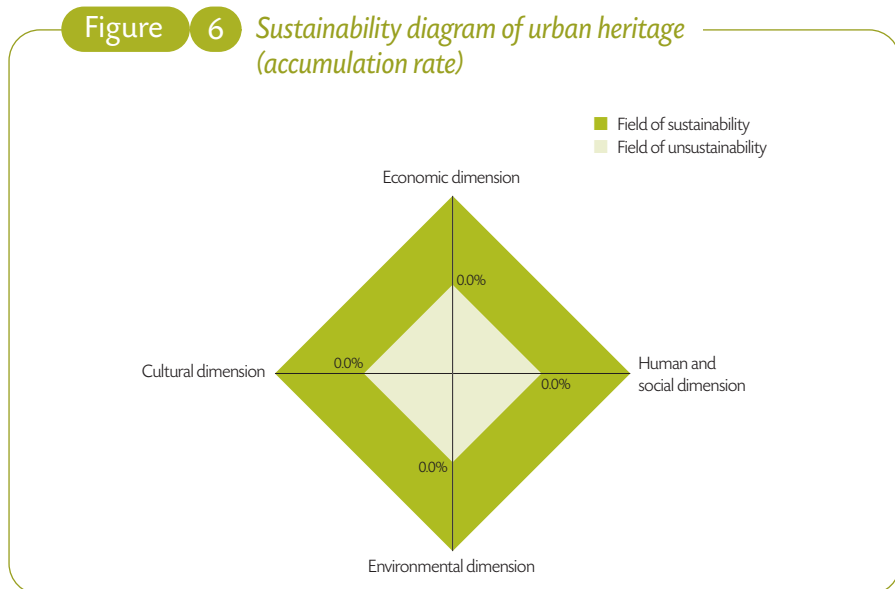 Figure 6 Sustainability diagram of urban heritage
(accumulation rate)
Field of sustainability
Field of unsustainability
Economic dimension
0.0%
Cultural dimension
0.0%
0.0%
Human and
social dimension
0.0%
Environmental dimension